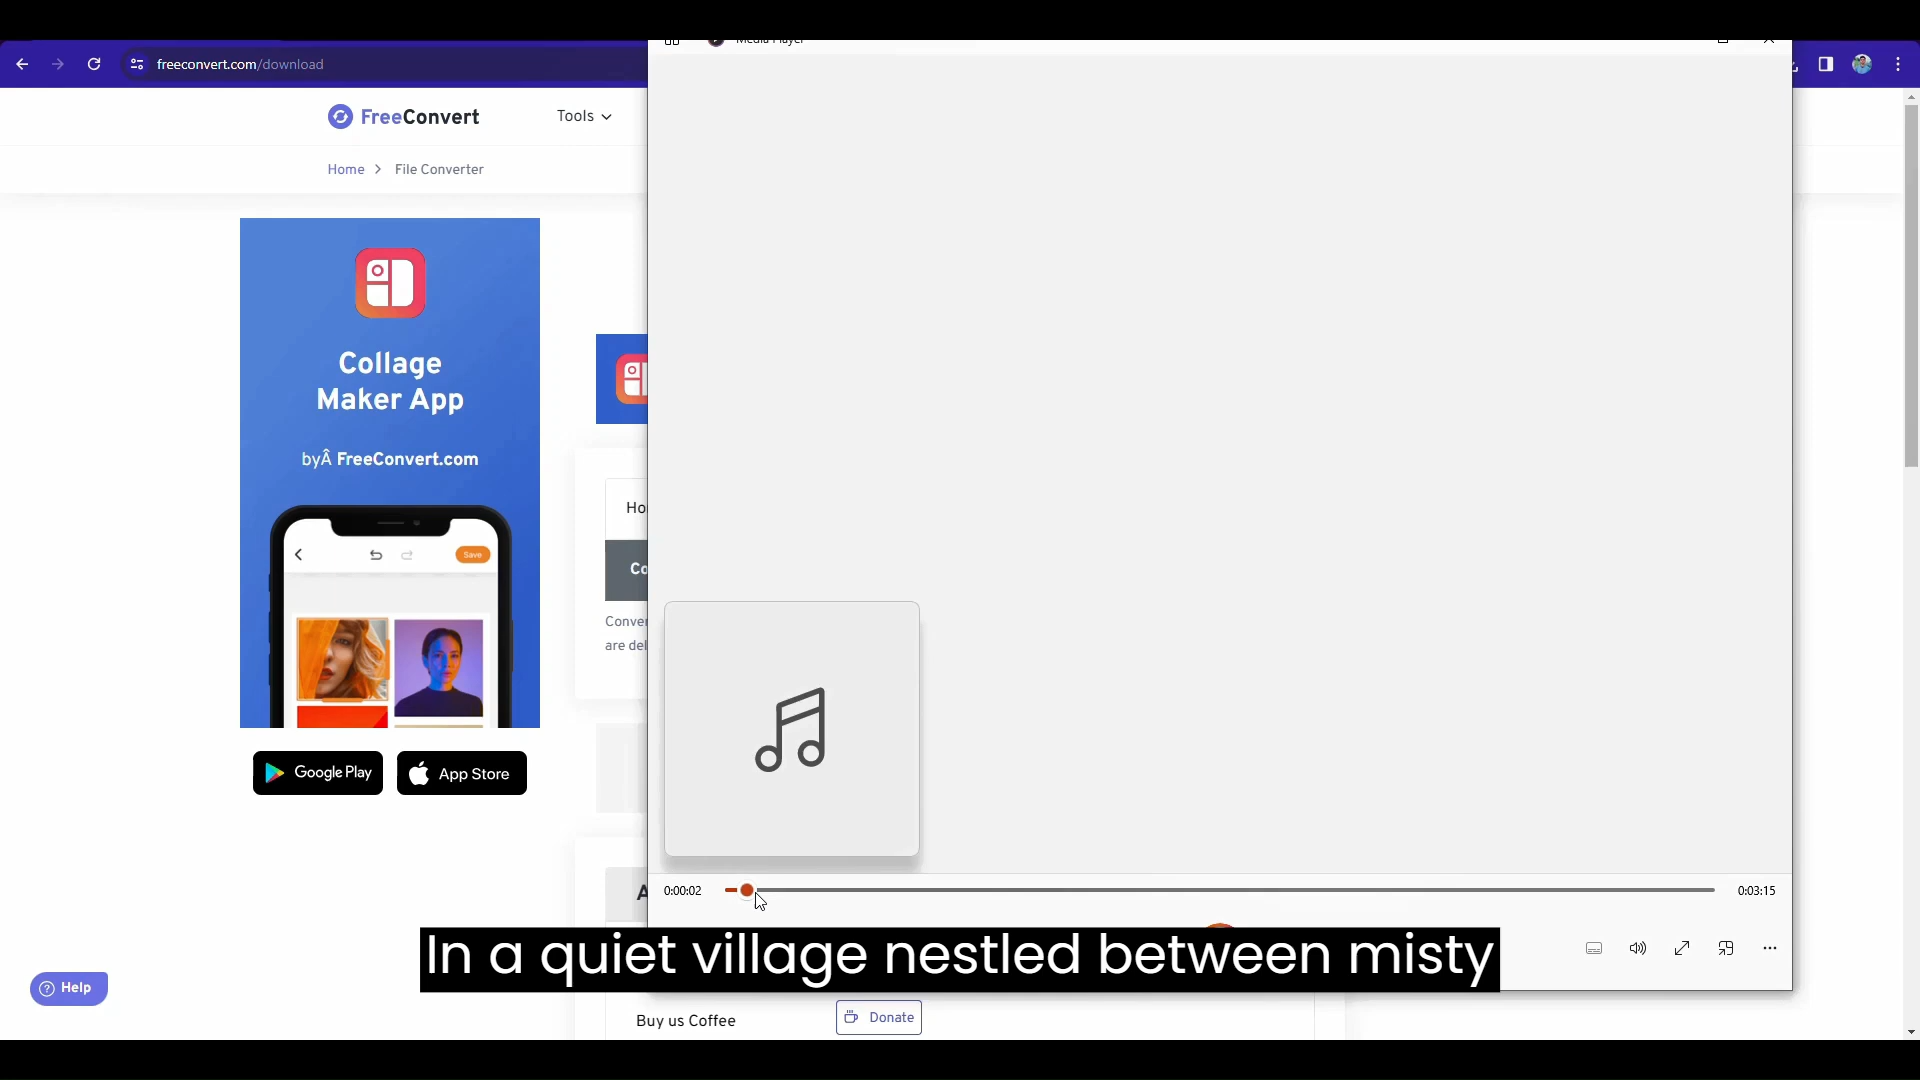 Media Player
freeconvert.com/download
FreeConvert
Tools
Home > File Converter
Collage
Maker App
byÂ FreeConvert.com
Save
Google Play
App Store
Ho
Co
Conver
are del
A
0:00:02
0:03:15
In a quiet village nestled between misty
Help
Buy us Coffee
Donate